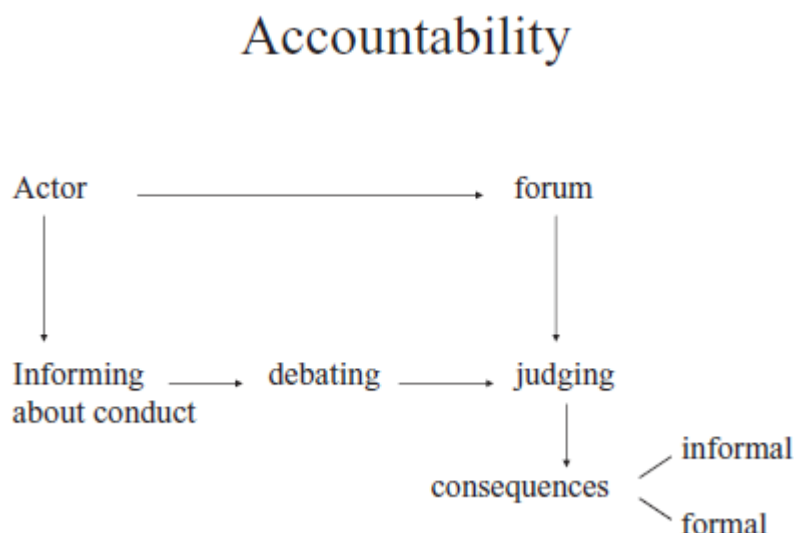 Accountability
Actor
forum
Informing
about conduct
debating
judging
informal
consequences
formal